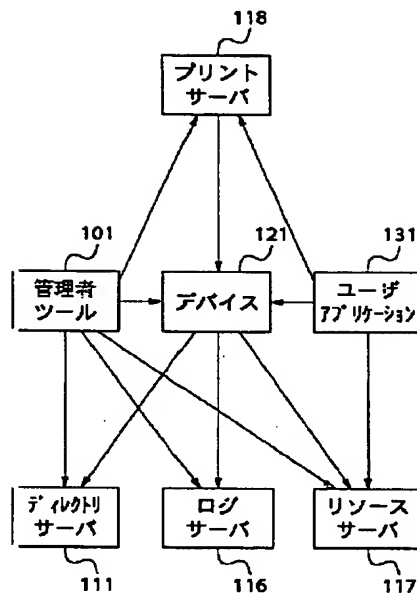 118
プリント
サーバ
101
管理者
ツール
121
デバイス
131
ユーザ
アプリケーション
ディレクトリ
サーバ
111
ログ
サーバ
116
リソース
サーバ
117